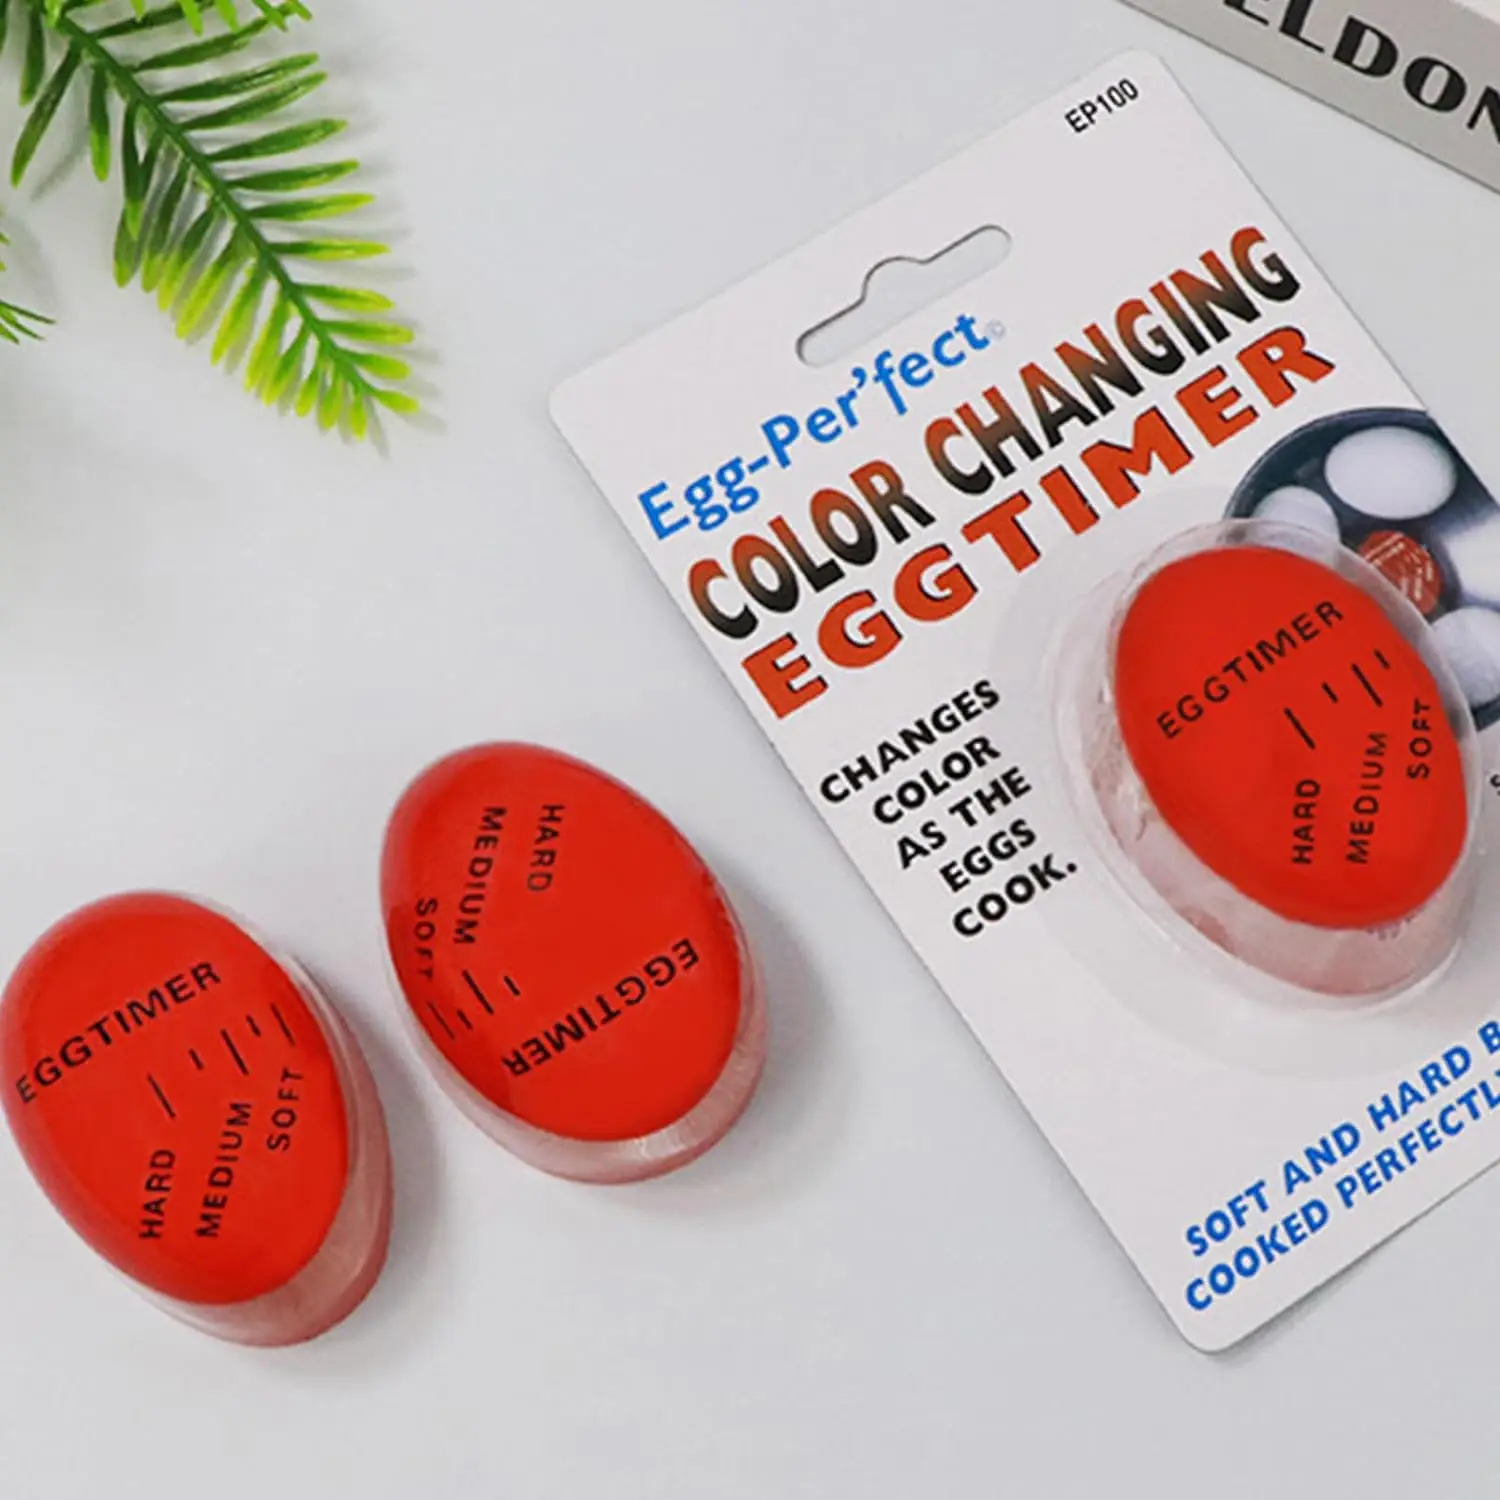 ELDON
EP100
Egg-Per'fect©
COLOR CHANGING
EGGTIMER
CHANGES
COLOR
AS THE
EGGS
COOK.
EGGTIMER
HARD
MEDIUM
SOFT
SOFT AND HARD B
COOKED PERFECTLY
HARD
MEDIUM
SOFT
EGGTIMER
EGGTIMER
HARD
MEDIUM
SOFT